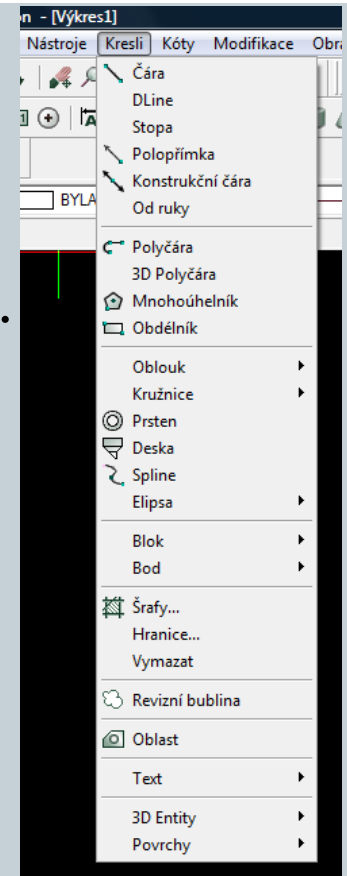 on - [Výkres1]
Nástroje Kresli Kóty Modifikace Obra
BYLA
Čára
DLine
Stopa
Polopřímka
Konstrukční čára
Od ruky
Polyčára
3D Polyčára
Mnohoúhelník
Obdélník
Oblouk
Kružnice
Prsten
Deska
Spline
Elipsa
Blok
Bod
Šrafy...
Hranice...
Vymazat
Revizní bublina
Oblast
Text
3D Entity
Povrchy